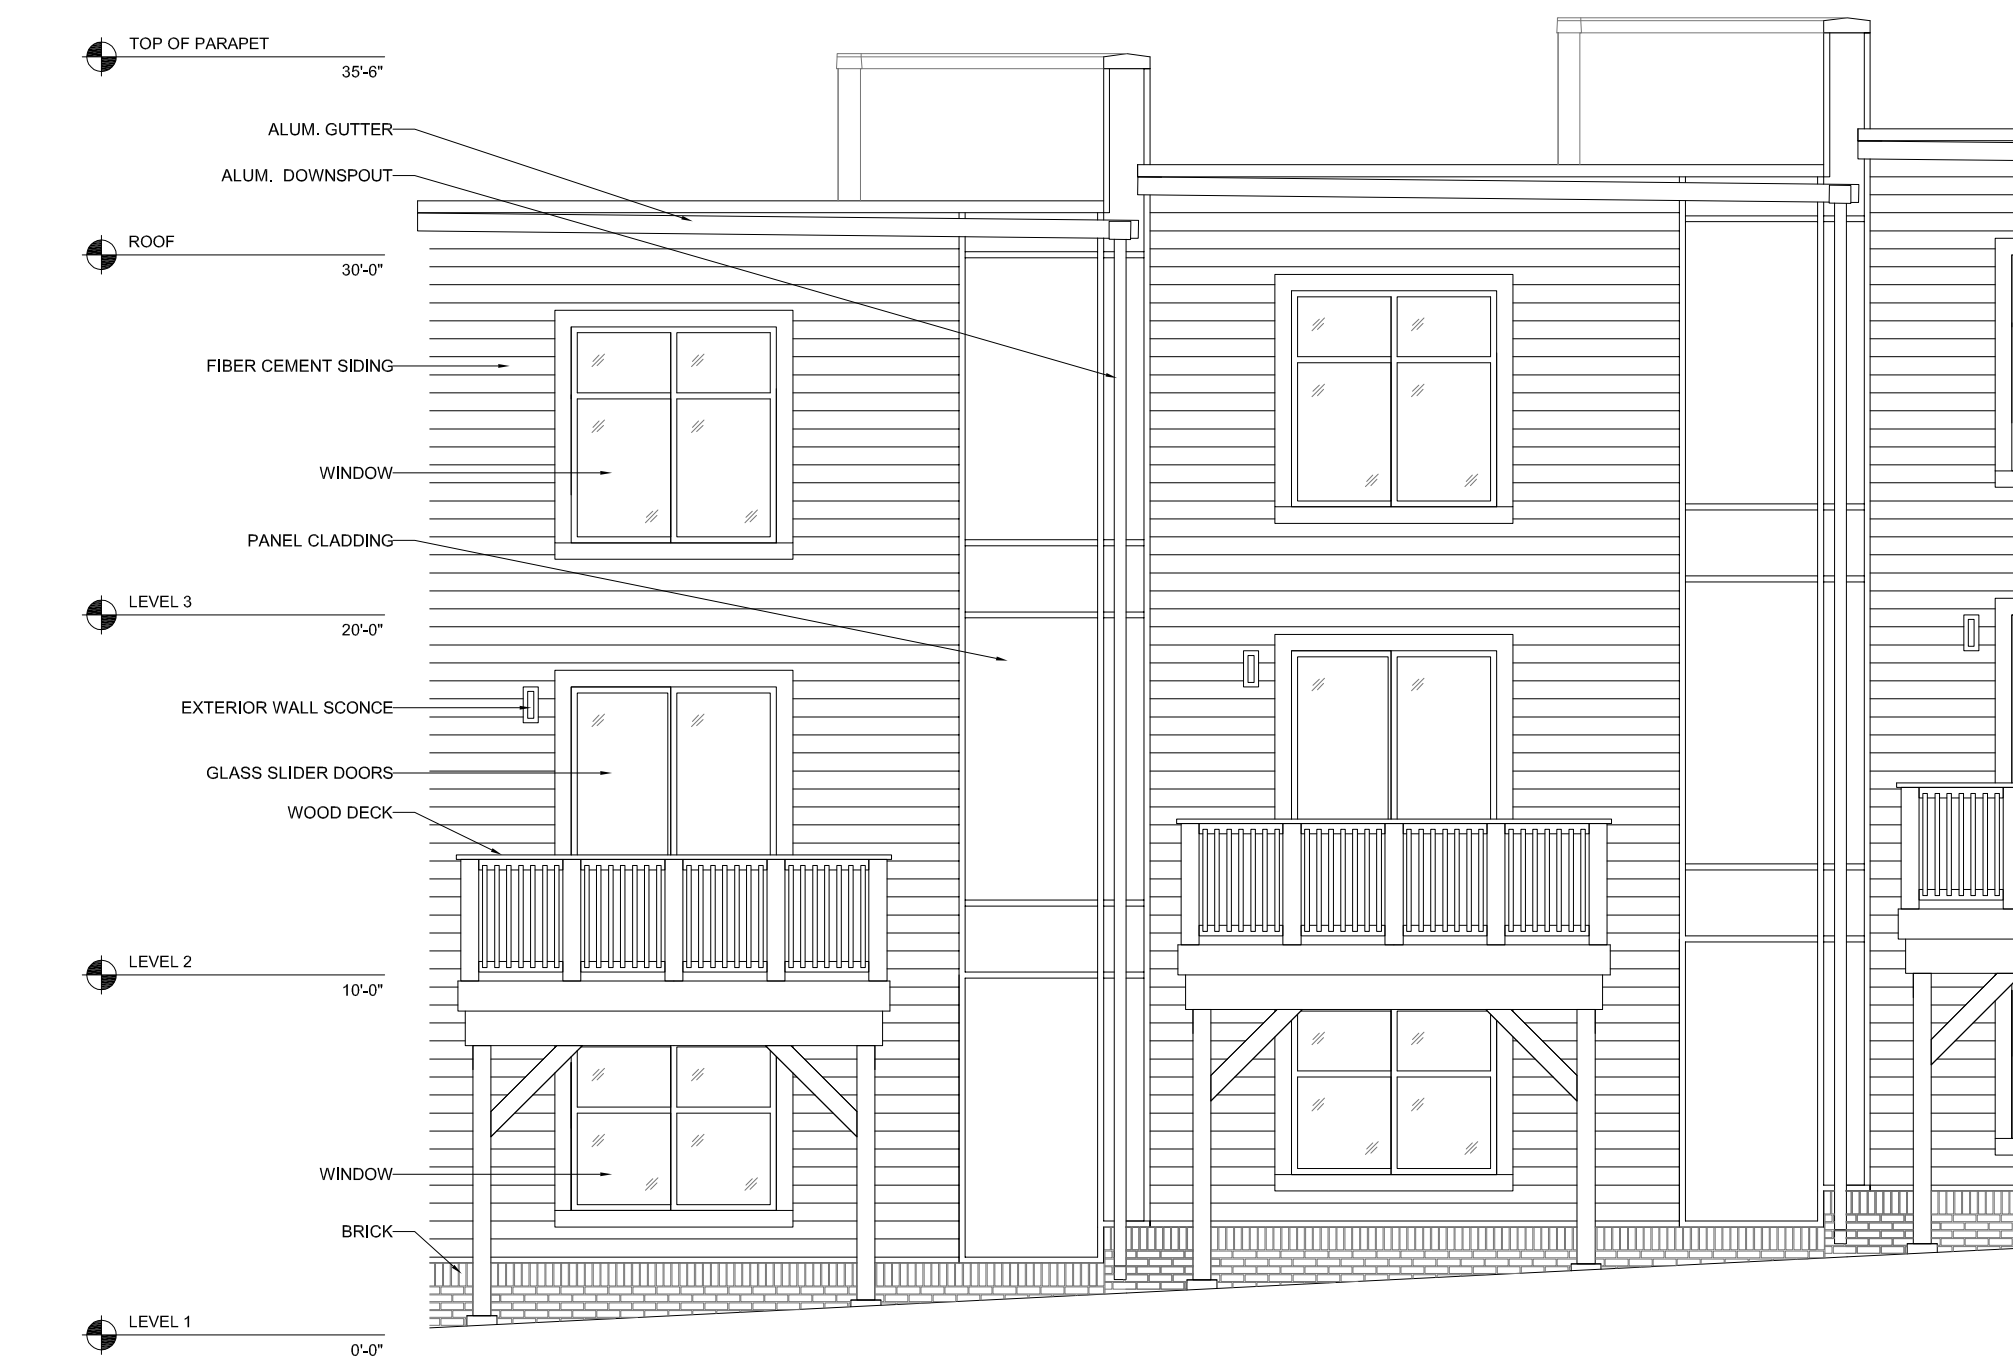 TOP OF PARAPET
35'-6"
ALUM. GUTTER
ALUM. DOWNSPOUT
ROOF
30'-0"
FIBER CEMENT SIDING
WINDOW
PANEL CLADDING
LEVEL 3
20'-0"
EXTERIOR WALL SCONCE
GLASS SLIDER DOORS
WOOD DECK
LEVEL 2
10'-0"
WINDOW
BRICK
LEVEL 1
0'-0"